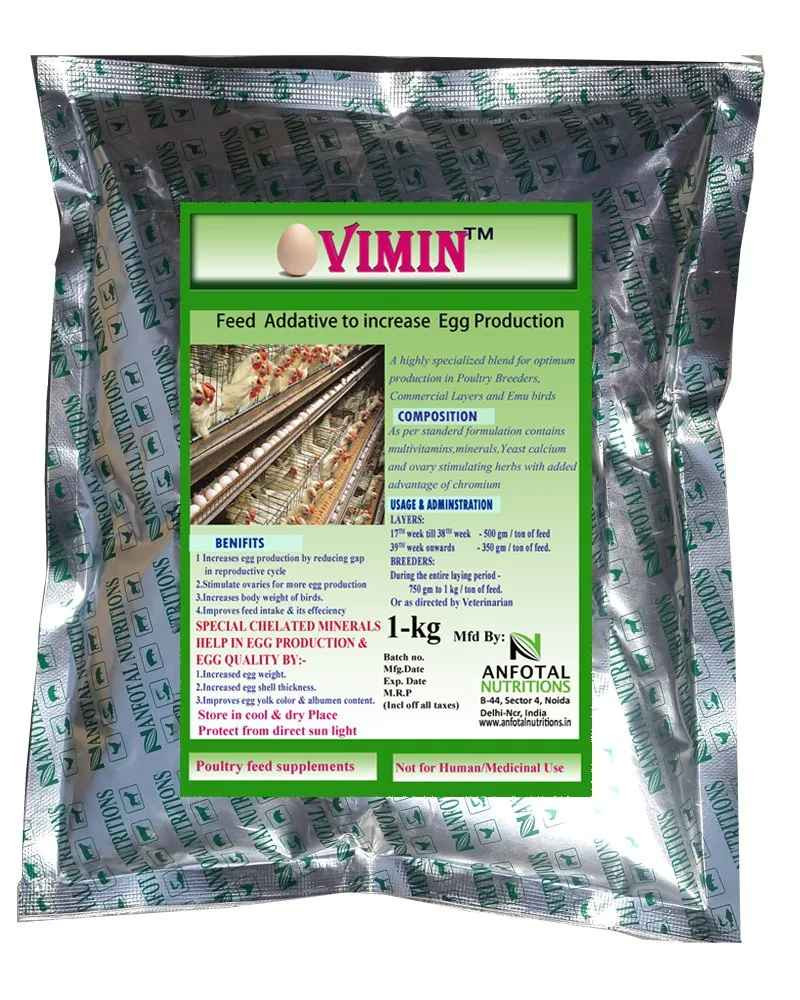 VIMIN™
Feed Addative to increase Egg Production
A highly specialized blend for optimum
production in Poultry Breeders,
Commercial Layers and Emu birds
COMPOSITION
As per standerd formulation contains
multivitamins,minerals,Yeast calcium
and ovary stimulating herbs with added
advantage of chromium
USAGE & ADMINSTRATION
LAYERS:
17TH week till 38TH week - 500 gm / ton of feed
39TH week onwards - 350 gm / ton of feed.
BREEDERS:
During the entire laying period -
750 gm to 1 kg / ton of feed.
Or as directed by Veterinarian
BENIFITS
1 Increases egg production by reducing gap
in reproductive cycle
2.Stimulate ovaries for more egg production
3.Increases body weight of birds.
4.Improves feed intake & its effeciency
SPECIAL CHELATED MINERALS
HELP IN EGG PRODUCTION &
EGG QUALITY BY:-
1.Increased egg weight.
2.Increased egg shell thickness.
3.Improves egg yolk color & albumen content.
Store in cool & dry Place
Protect from direct sun light
1-kg
Mfd By:
Batch no.
Mfg.Date
Exp. Date
M.R.P
(Incl off all taxes)
ANFOTAL
NUTRITIONS
B-44, Sector 4, Noida
Delhi-Ncr, India
www.anfotalnutritions.in
Poultry feed supplements
Not for Human/Medicinal Use